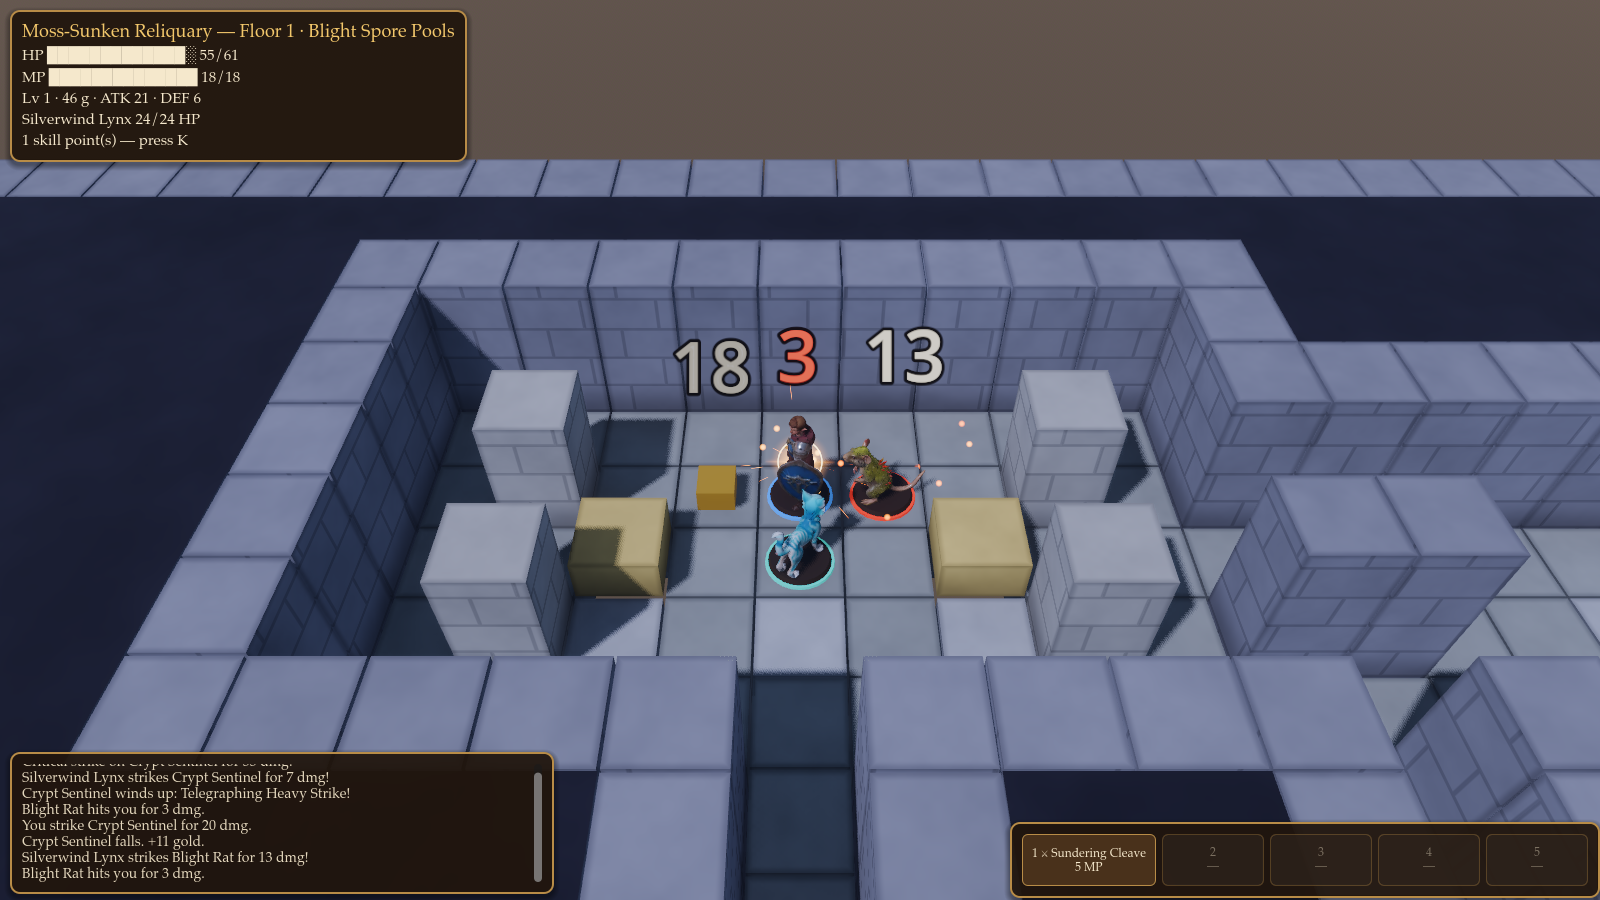 Moss-Sunken Reliquary — Floor 1 · Blight Spore Pools
HP 55/61
MP 18/18
Lv 1 · 46 g · ATK 21 · DEF 6
Silverwind Lynx 24/24 HP
1 skill point(s) — press K
18 3 13
Silverwind Lynx strikes Crypt Sentinel for 7 dmg!
Crypt Sentinel winds up: Telegraphing Heavy Strike!
Blight Rat hits you for 3 dmg.
You strike Crypt Sentinel for 20 dmg.
Crypt Sentinel falls. +11 gold.
Silverwind Lynx strikes Blight Rat for 13 dmg!
Blight Rat hits you for 3 dmg.
1 ⚔ Sundering Cleave
5 MP
2
—
3
—
4
—
5
—